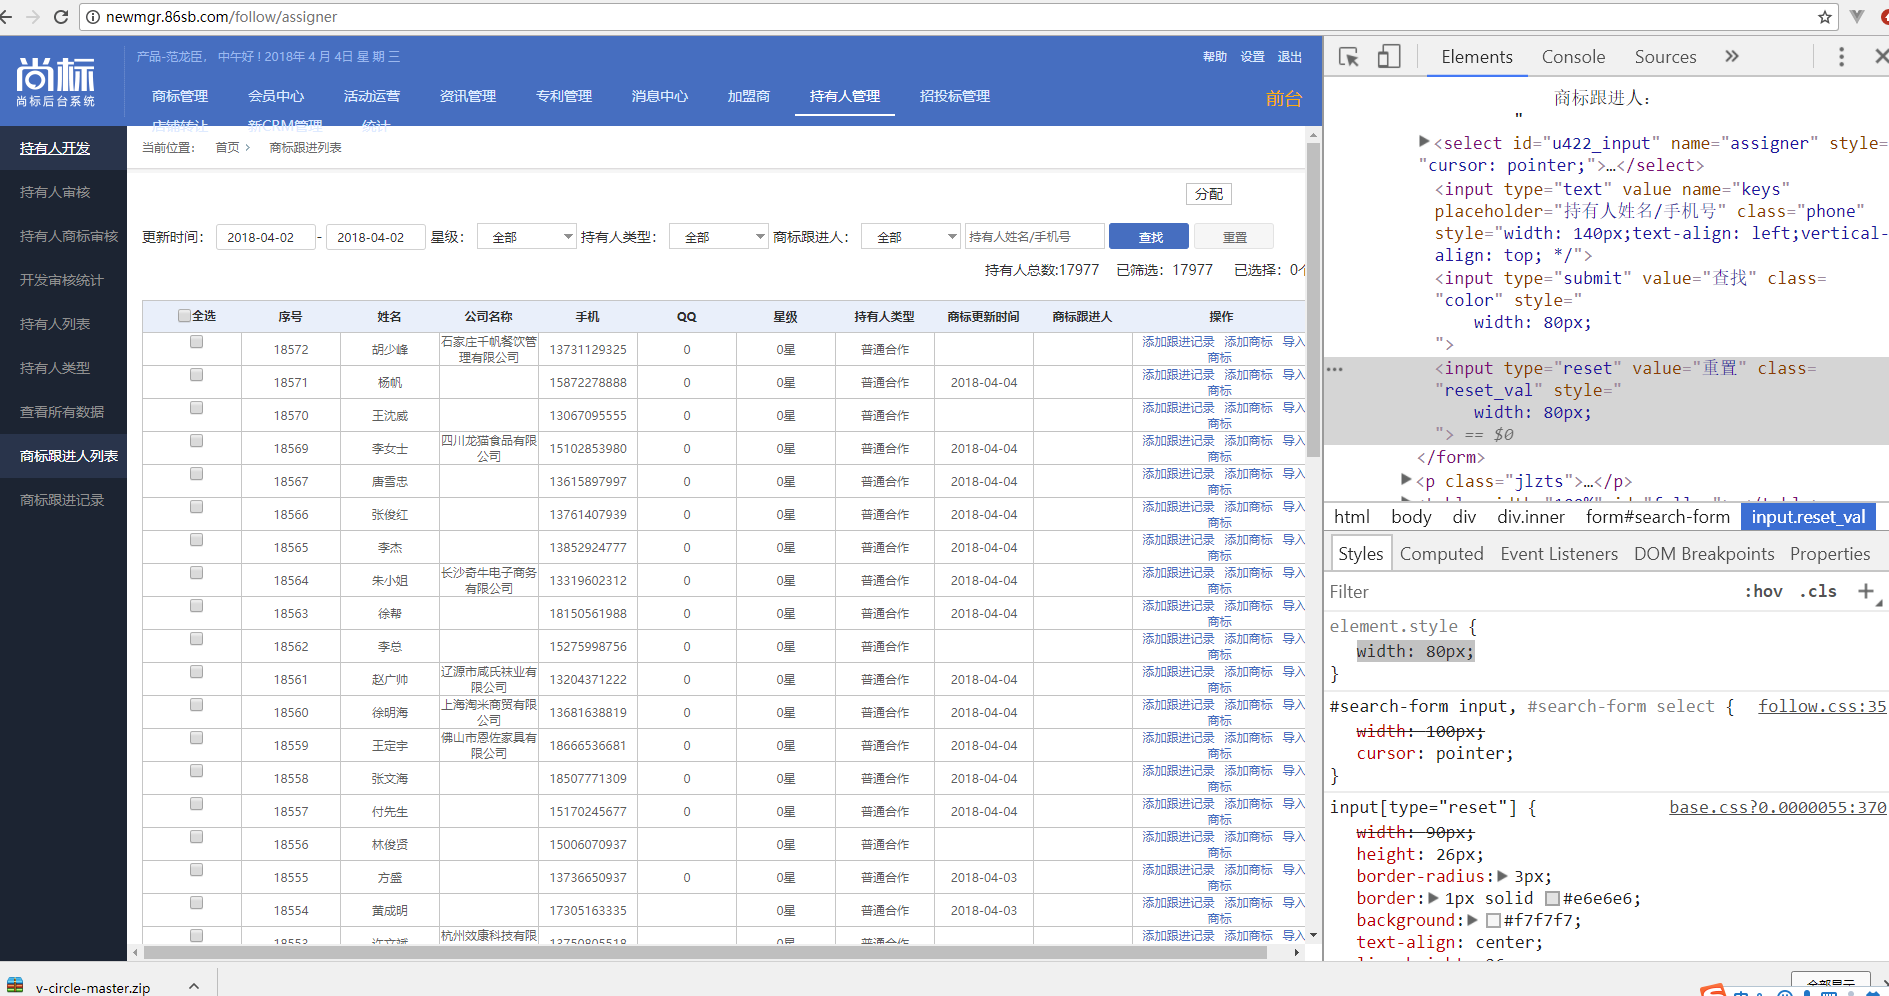 newmgr.86sb.com/follow/assigner
尚标
尚标后台系统
产品-范龙臣， 中午好 ! 2018年 4 月 4日 星 期 三
帮助 设置 退出
商标管理 会员中心 活动运营 资讯管理 专利管理 消息中心 加盟商 持有人管理 招投标管理
前台
店铺转让 新CRM管理 统计
持有人开发
持有人审核
持有人商标审核
开发审核统计
持有人列表
持有人类型
查看所有数据
商标跟进人列表
商标跟进记录
当前位置： 首页 > 商标跟进列表
分配
更新时间： 2018-04-02 - 2018-04-02 星级： 全部 持有人类型： 全部 商标跟进人： 全部 持有人姓名/手机号 查找 重置
持有人总数:17977 已筛选：17977 已选择：0个
全选 序号 姓名 公司名称 手机 QQ 星级 持有人类型 商标更新时间 商标跟进人 操作
18572 胡少峰 石家庄千帆餐饮管理有限公司 13731129325 0 0星 普通合作 添加跟进记录 添加商标 导入商标
18571 杨帆 15872278888 0 0星 普通合作 2018-04-04 添加跟进记录 添加商标 导入商标
18570 王沈威 13067095555 0 0星 普通合作 添加跟进记录 添加商标 导入商标
18569 李女士 四川龙猫食品有限公司 15102853980 0 0星 普通合作 2018-04-04 添加跟进记录 添加商标 导入商标
18567 唐雪忠 13615897997 0 0星 普通合作 2018-04-04 添加跟进记录 添加商标 导入商标
18566 张俊红 13761407939 0 0星 普通合作 2018-04-04 添加跟进记录 添加商标 导入商标
18565 李杰 13852924777 0 0星 普通合作 2018-04-04 添加跟进记录 添加商标 导入商标
18564 朱小姐 长沙奇牛电子商务有限公司 13319602312 0 0星 普通合作 2018-04-04 添加跟进记录 添加商标 导入商标
18563 徐帮 18150561988 0 0星 普通合作 2018-04-04 添加跟进记录 添加商标 导入商标
18562 李总 15275998756 0 0星 普通合作 添加跟进记录 添加商标 导入商标
18561 赵广帅 辽源市咸氏袜业有限公司 13204371222 0 0星 普通合作 2018-04-04 添加跟进记录 添加商标 导入商标
18560 徐明海 上海淘米商贸有限公司 13681638819 0 0星 普通合作 2018-04-04 添加跟进记录 添加商标 导入商标
18559 王定宇 佛山市恩佐家具有限公司 18666536681 0 0星 普通合作 2018-04-04 添加跟进记录 添加商标 导入商标
18558 张文海 18507771309 0 0星 普通合作 2018-04-04 添加跟进记录 添加商标 导入商标
18557 付先生 15170245677 0 0星 普通合作 2018-04-04 添加跟进记录 添加商标 导入商标
18556 林俊贤 15006070937 0星 普通合作 添加跟进记录 添加商标 导入商标
18555 方盛 13736650937 0 0星 普通合作 2018-04-03 添加跟进记录 添加商标 导入商标
18554 黄成明 17305163335 0星 普通合作 2018-04-03 添加跟进记录 添加商标 导入商标
18553 杭州效康科技有限 13750805518 0星 普通合作 添加跟进记录 添加商标 导入
Elements Console Sources »
商标跟进人：
"
<select id="u422_input" name="assigner" style=
"cursor: pointer;">…</select>
<input type="text" value name="keys"
placeholder="持有人姓名/手机号" class="phone"
style="width: 140px;text-align: left;vertical-
align: top; */">
<input type="submit" value="查找" class=
"color" style="
width: 80px;
">
<input type="reset" value="重置" class=
"reset_val" style="
width: 80px;
"> == $0
</form>
<p class="jlzts">…</p>
html body div div.inner form#search-form input.reset_val
Styles Computed Event Listeners DOM Breakpoints Properties
Filter :hov .cls +
element.style {
width: 80px;
}
#search-form input, #search-form select { follow.css:35
width: 100px;
cursor: pointer;
}
input[type="reset"] { base.css?0.0000055:370
width: 90px;
height: 26px;
border-radius: 3px;
border: 1px solid #e6e6e6;
background: #f7f7f7;
text-align: center;
v-circle-master.zip
全部显示